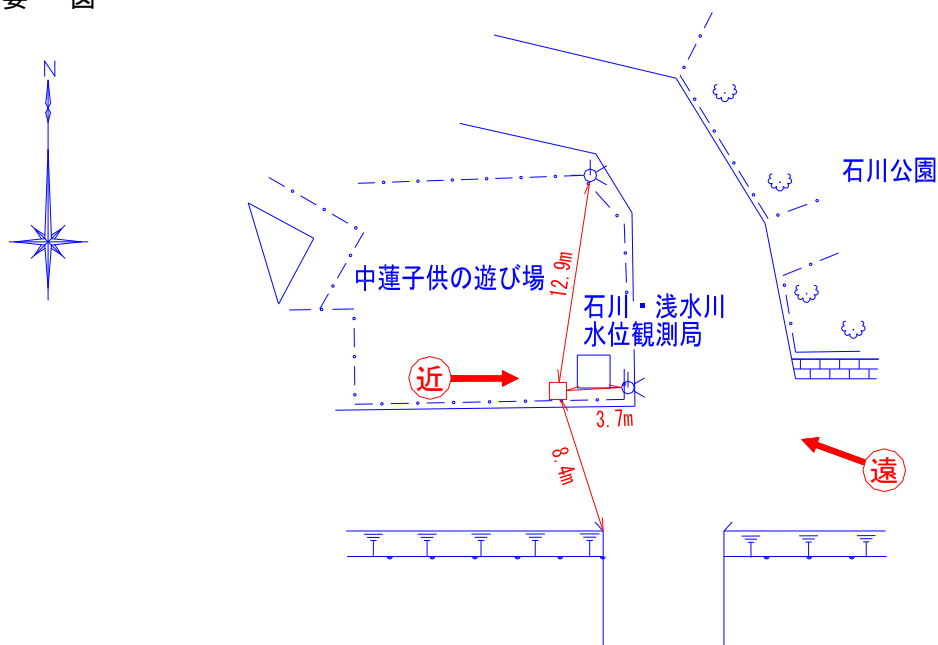 要図
N
石川公園
中蓮子供の遊び場
12.9m
石川・浅水川
水位観測局
近
3.7m
8.4m
遠